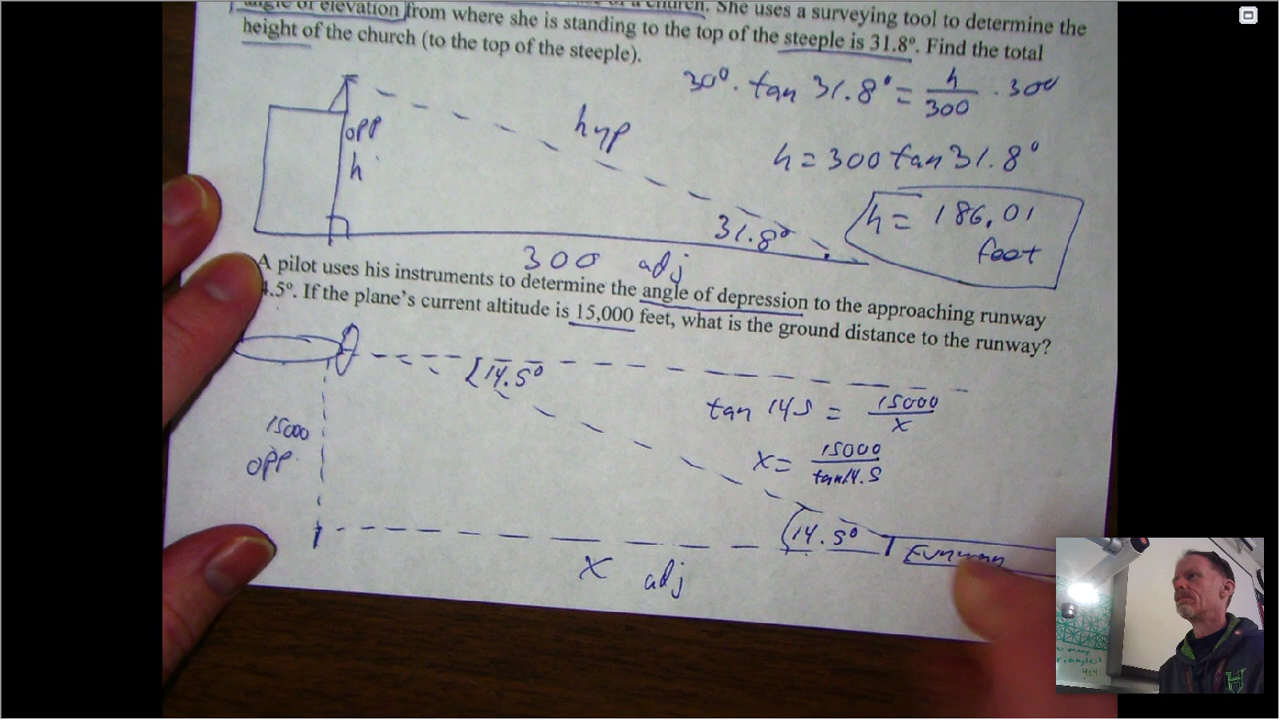 angle of elevation from where she is standing to the top of the steeple is 31.8º. Find the total
height of the church (to the top of the steeple).
30º · tan 31.8° = h/300 · 300
opp
hyp
h
h = 300 tan 31.8°
31.8°
h = 186.01
feet
300 adj
A pilot uses his instruments to determine the angle of depression to the approaching runway
4.5º. If the plane's current altitude is 15,000 feet, what is the ground distance to the runway?
14.5°
tan 14.5 = 15000/x
15000
opp
x = 15000/tan14.5
14.5°
runway
x adj